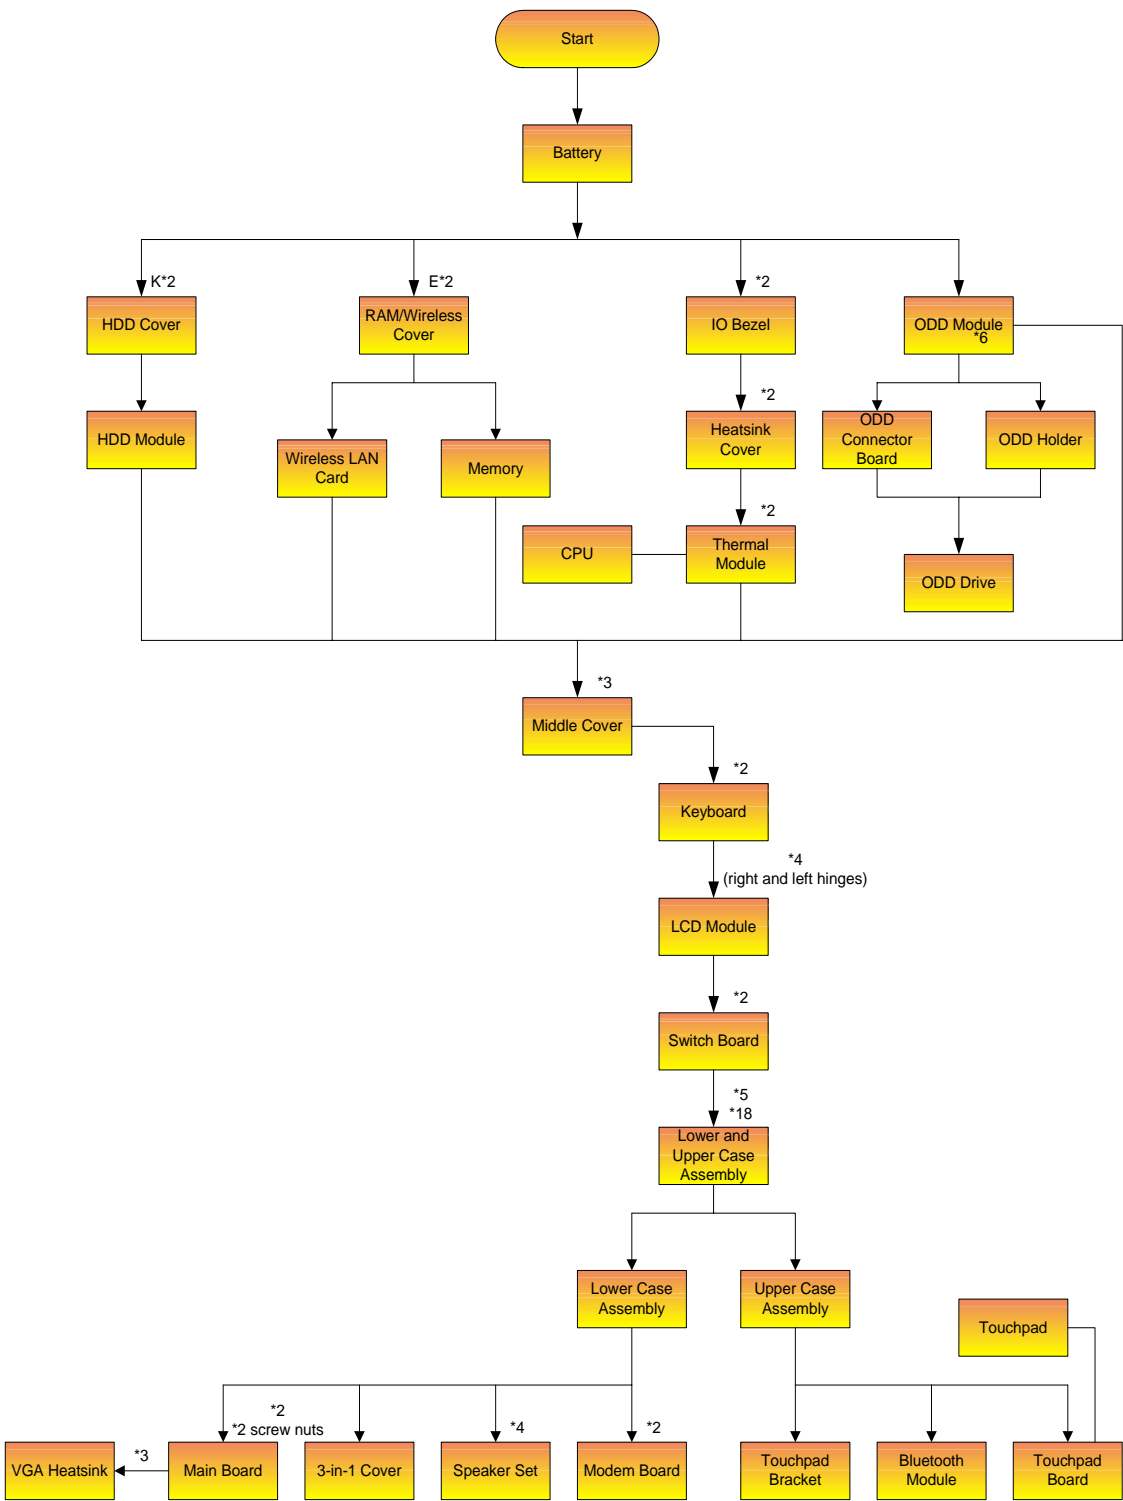 Start
Battery
K*2
E*2
*2
HDD Cover
RAM/Wireless
Cover
IO Bezel
ODD Module
*6
*2
HDD Module
Wireless LAN
Card
Memory
Heatsink
Cover
ODD
Connector
Board
ODD Holder
*2
CPU
Thermal
Module
ODD Drive
*3
Middle Cover
*2
Keyboard
*4
(right and left hinges)
LCD Module
*2
Switch Board
*5
*18
Lower and
Upper Case
Assembly
Lower Case
Assembly
Upper Case
Assembly
Touchpad
*2
*2 screw nuts
*4
*2
*3
VGA Heatsink
Main Board
3-in-1 Cover
Speaker Set
Modem Board
Touchpad
Bracket
Bluetooth
Module
Touchpad
Board